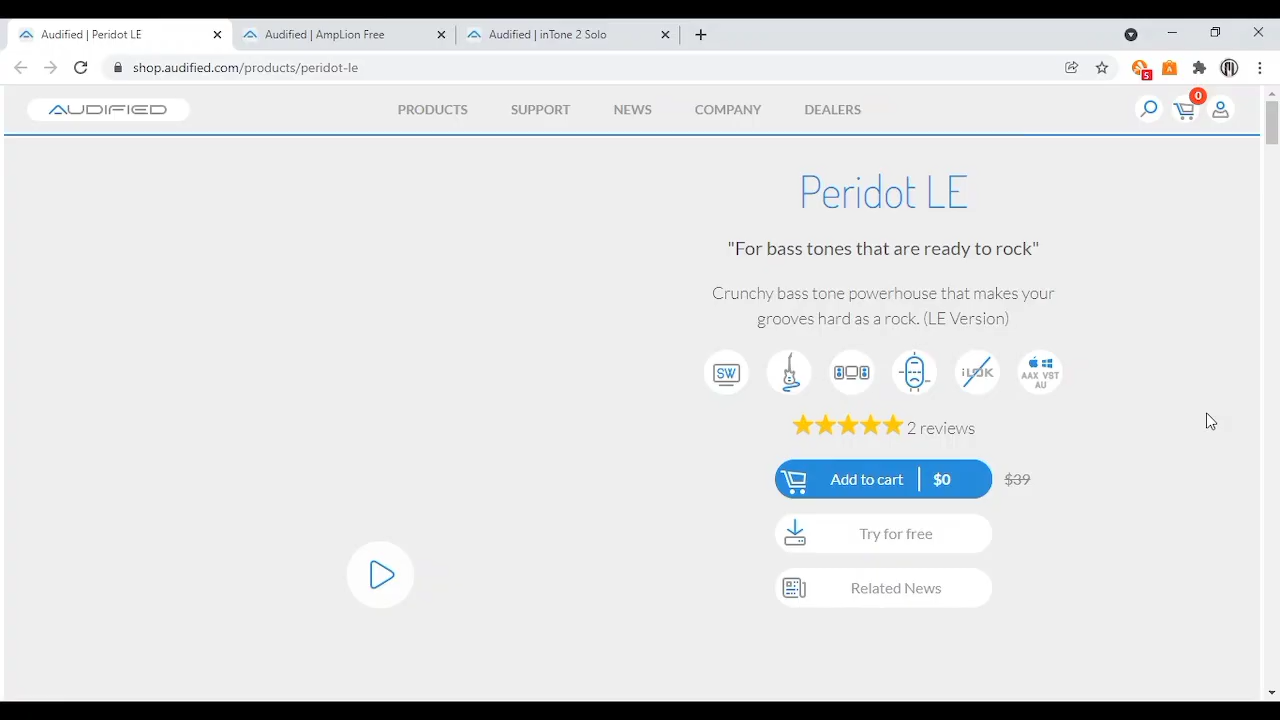 Audified | Peridot LE
Audified | AmpLion Free
Audified | inTone 2 Solo
shop.audified.com/products/peridot-le
5
A
AUDIFIED
PRODUCTS
SUPPORT
NEWS
COMPANY
DEALERS
0
Peridot LE
"For bass tones that are ready to rock"
Crunchy bass tone powerhouse that makes your
grooves hard as a rock. (LE Version)
SW
iLOK
AAX VST
AU
2 reviews
Add to cart | $0
$39
Try for free
Related News